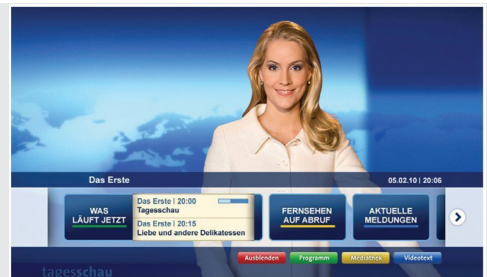 Das Erste
05.02.10 | 20:06
WAS
LÄUFT JETZT
Das Erste | 20:00
Tagesschau
Das Erste | 20:15
Liebe und andere Delikatessen
FERNSEHEN
AUF ABRUF
AKTUELLE
MELDUNGEN
Ausblenden
Programm
Mediathek
Videotext
tagesschau